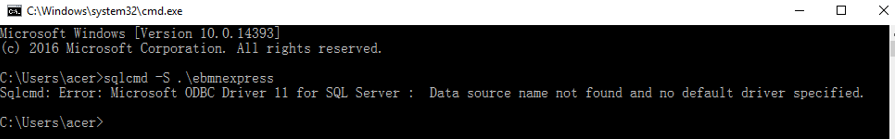 C:\Windows\system32\cmd.exe
Microsoft Windows [Version 10.0.14393]
(c) 2016 Microsoft Corporation. All rights reserved.
C:\Users\acer>sqlcmd -S .\ebmnexpress
Sqlcmd: Error: Microsoft ODBC Driver 11 for SQL Server :  Data source name not found and no default driver specified.
C:\Users\acer>